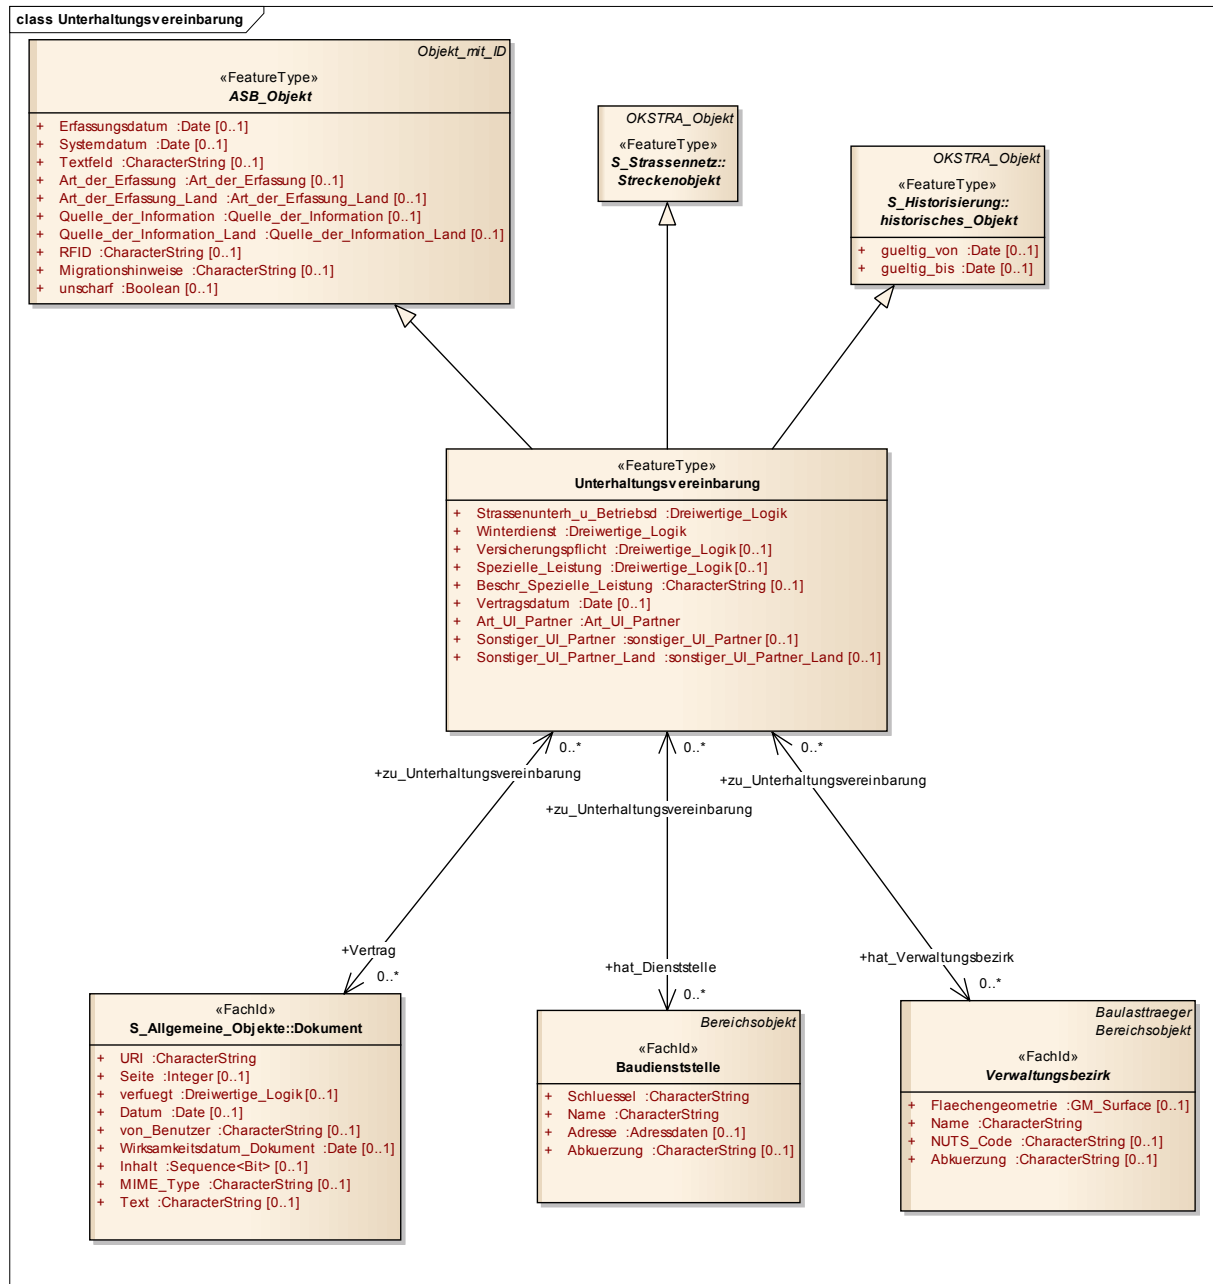 class Unterhaltungsvereinbarung
Objekt_mit_ID
«FeatureType»
ASB_Objekt
+ Erfassungsdatum :Date [0..1]
+ Systemdatum :Date [0..1]
+ Textfeld :CharacterString [0..1]
+ Art_der_Erfassung :Art_der_Erfassung [0..1]
+ Art_der_Erfassung_Land :Art_der_Erfassung_Land [0..1]
+ Quelle_der_Information :Quelle_der_Information [0..1]
+ Quelle_der_Information_Land :Quelle_der_Information_Land [0..1]
+ RFID :CharacterString [0..1]
+ Migrationshinweise :CharacterString [0..1]
+ unscharf :Boolean [0..1]
OKSTRA_Objekt
«FeatureType»
S_Strassennetz::
Streckenobjekt
OKSTRA_Objekt
«FeatureType»
S_Historisierung::
historisches_Objekt
+ gueltig_von :Date [0..1]
+ gueltig_bis :Date [0..1]
«FeatureType»
Unterhaltungsvereinbarung
+ Strassenunterh_u_Betriebsd :Dreiwertige_Logik
+ Winterdienst :Dreiwertige_Logik
+ Versicherungspflicht :Dreiwertige_Logik [0..1]
+ Spezielle_Leistung :Dreiwertige_Logik [0..1]
+ Beschr_Spezielle_Leistung :CharacterString [0..1]
+ Vertragsdatum :Date [0..1]
+ Art_UI_Partner :Art_UI_Partner
+ Sonstiger_UI_Partner :sonstiger_UI_Partner [0..1]
+ Sonstiger_UI_Partner_Land :sonstiger_UI_Partner_Land [0..1]
0..*
0..*
0..*
+zu_Unterhaltungsvereinbarung
+zu_Unterhaltungsvereinbarung
+zu_Unterhaltungsvereinbarung
+Vertrag
0..*
+hat_Dienststelle
0..*
+hat_Verwaltungsbezirk
0..*
«FachId»
S_Allgemeine_Objekte::Dokument
+ URI :CharacterString
+ Seite :Integer [0..1]
+ verfuegt :Dreiwertige_Logik [0..1]
+ Datum :Date [0..1]
+ von_Benutzer :CharacterString [0..1]
+ Wirksamkeitsdatum_Dokument :Date [0..1]
+ Inhalt :Sequence<Bit> [0..1]
+ MIME_Type :CharacterString [0..1]
+ Text :CharacterString [0..1]
Bereichsobjekt
«FachId»
Baudienststelle
+ Schluessel :CharacterString
+ Name :CharacterString
+ Adresse :Adressdaten [0..1]
+ Abkuerzung :CharacterString [0..1]
Baulasttraeger
Bereichsobjekt
«FachId»
Verwaltungsbezirk
+ Flaechengeometrie :GM_Surface [0..1]
+ Name :CharacterString
+ NUTS_Code :CharacterString [0..1]
+ Abkuerzung :CharacterString [0..1]